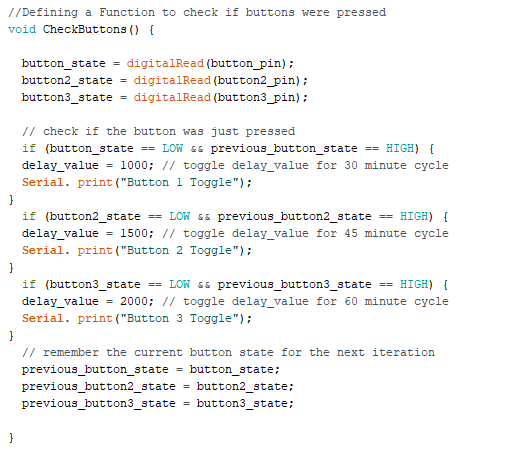 //Defining a Function to check if buttons were pressed
void CheckButtons() {
button_state = digitalRead(button_pin);
button2_state = digitalRead(button2_pin);
button3_state = digitalRead(button3_pin);
// check if the button was just pressed
if (button_state == LOW && previous_button_state == HIGH) {
delay_value = 1000; // toggle delay_value for 30 minute cycle
Serial. print("Button 1 Toggle");
}
if (button2_state == LOW && previous_button2_state == HIGH) {
delay_value = 1500; // toggle delay_value for 45 minute cycle
Serial. print("Button 2 Toggle");
}
if (button3_state == LOW && previous_button3_state == HIGH) {
delay_value = 2000; // toggle delay_value for 60 minute cycle
Serial. print("Button 3 Toggle");
}
// remember the current button state for the next iteration
previous_button_state = button_state;
previous_button2_state = button2_state;
previous_button3_state = button3_state;
}